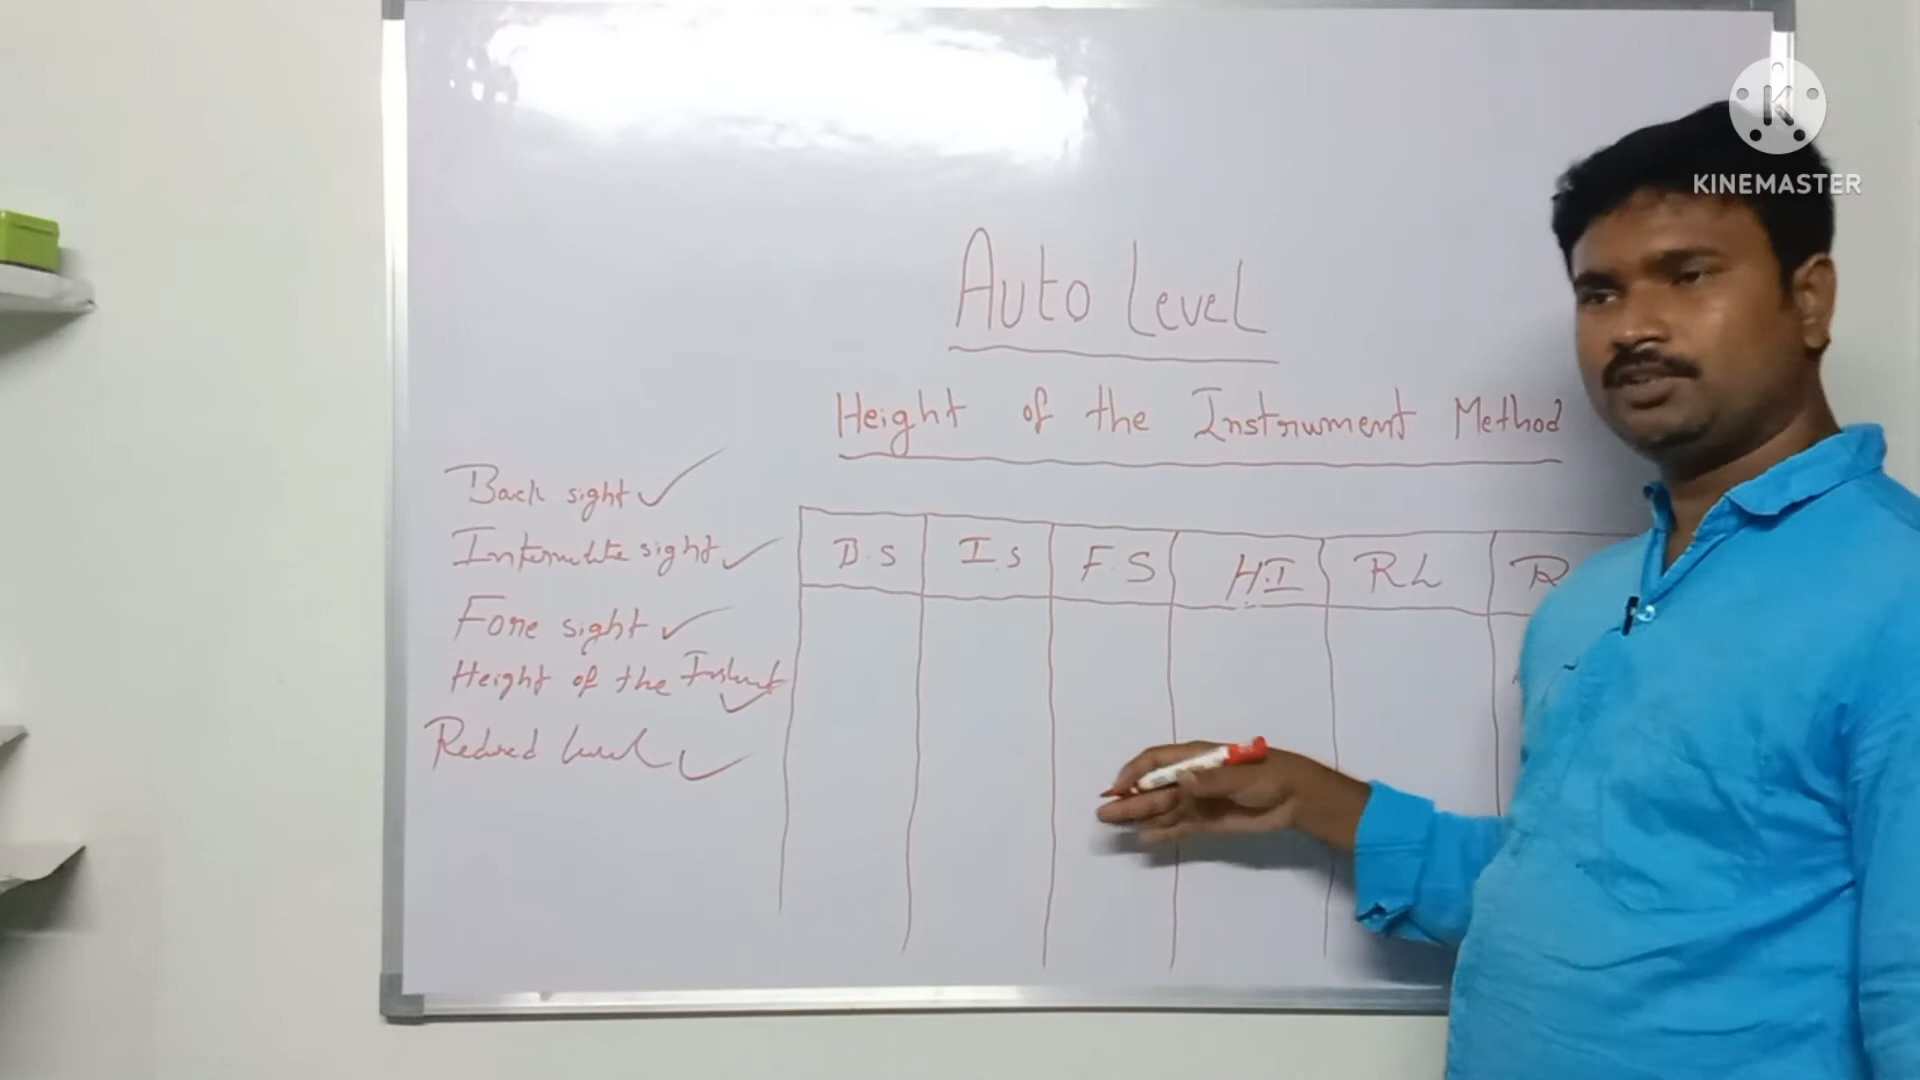 KINEMASTER
Auto Level
Height of the Instrument Method
Back sight
sight
Fore sight
Height of the
Reduced level
B.S I.S F.S H.I RL R